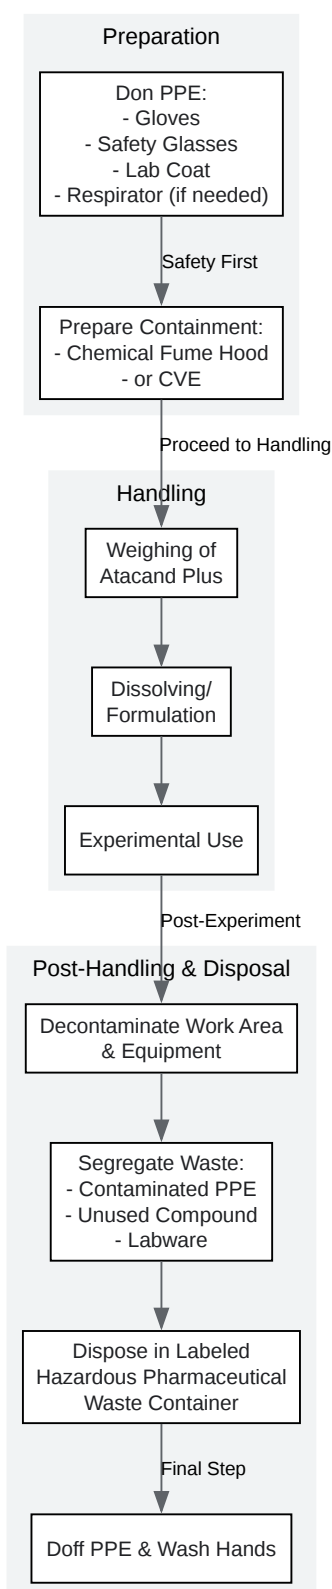 Preparation
Don PPE:
- Gloves
- Safety Glasses
- Lab Coat
- Respirator (if needed)
Safety First
Prepare Containment:
- Chemical Fume Hood
- or CVE
Proceed to Handling
Handling
Weighing of
Atacand Plus
Dissolving/
Formulation
Experimental Use
Post-Experiment
Post-Handling & Disposal
Decontaminate Work Area
& Equipment
Segregate Waste:
- Contaminated PPE
- Unused Compound
- Labware
Dispose in Labeled
Hazardous Pharmaceutical
Waste Container
Final Step
Doff PPE & Wash Hands